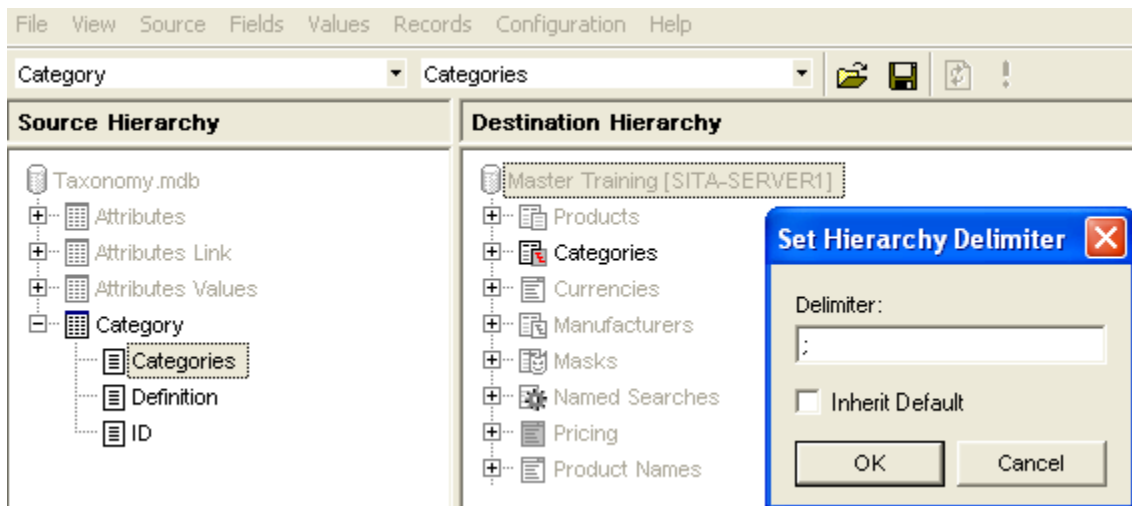 File View Source Fields Values Records Configuration Help
Category Categories
Source Hierarchy
Taxonomy.mdb
Attributes
Attributes Link
Attributes Values
Category
Categories
Definition
ID
Destination Hierarchy
Master Training [SITA-SERVER1]
Products
Categories
Currencies
Manufacturers
Masks
Named Searches
Pricing
Product Names
Set Hierarchy Delimiter
Delimiter:
;
Inherit Default
OK Cancel